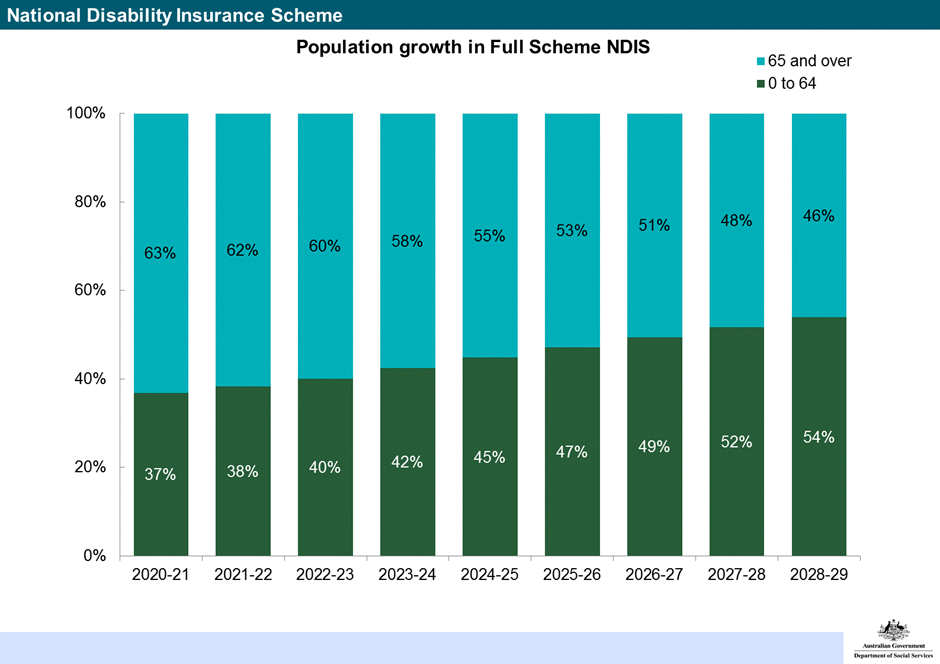 National Disability Insurance Scheme
Population growth in Full Scheme NDIS
65 and over
0 to 64
100%
80%
60%
40%
20%
0%
63% 62% 60% 58% 55% 53% 51% 48% 46%
37% 38% 40% 42% 45% 47% 49% 52% 54%
2020-21 2021-22 2022-23 2023-24 2024-25 2025-26 2026-27 2027-28 2028-29
Australian Government
Department of Social Services